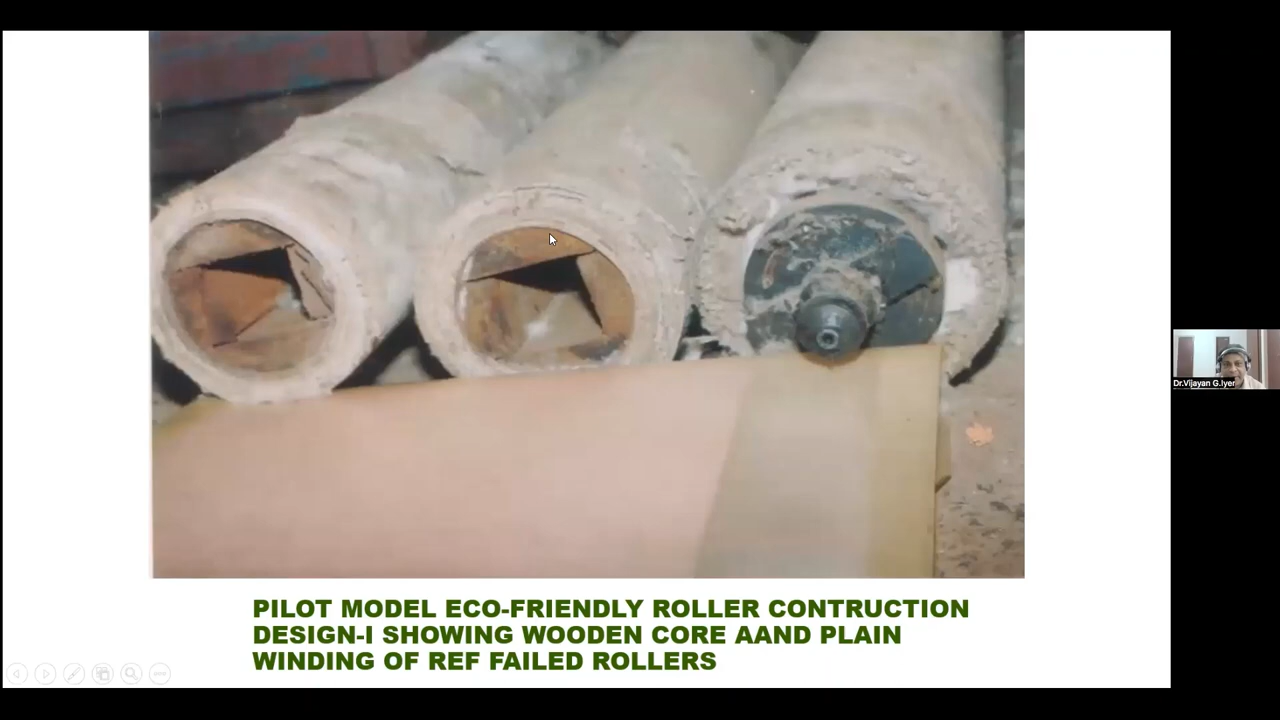 PILOT MODEL ECO-FRIENDLY ROLLER CONTRUCTION
DESIGN-I SHOWING WOODEN CORE AAND PLAIN
WINDING OF REF FAILED ROLLERS
Dr.Vijayan G.Iyer